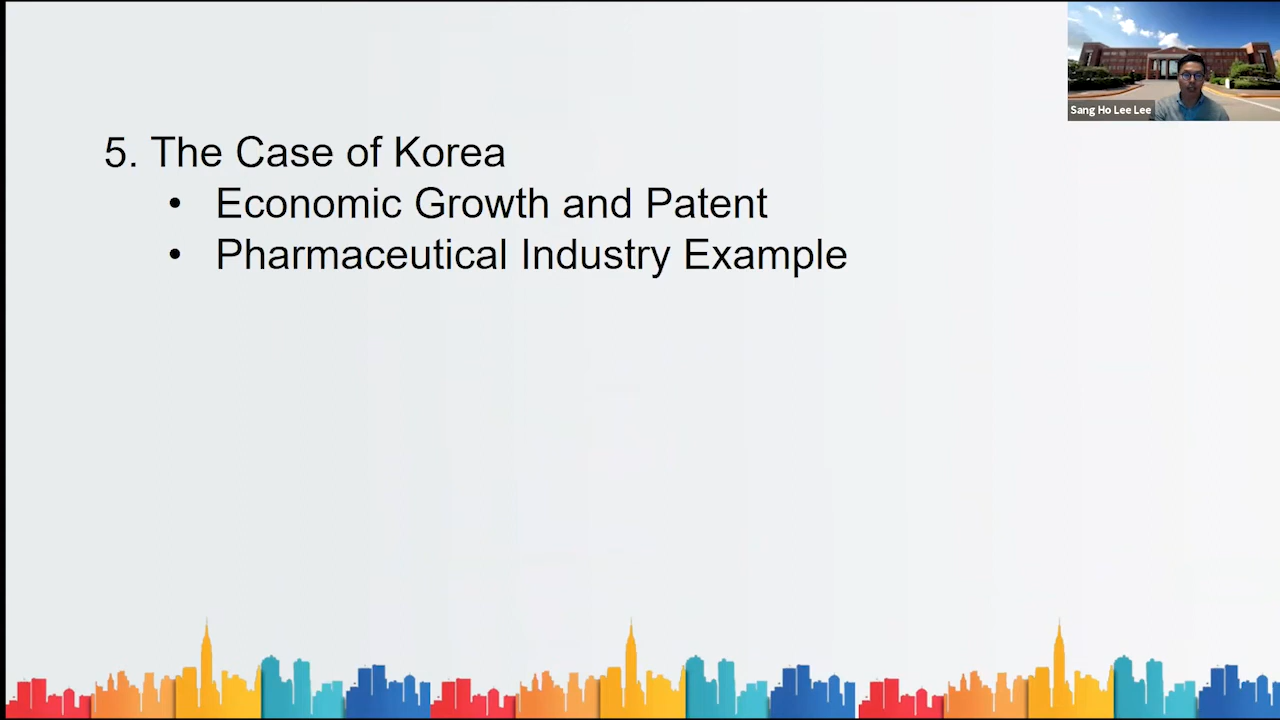 Sang Ho Lee Lee
5. The Case of Korea
• Economic Growth and Patent
• Pharmaceutical Industry Example